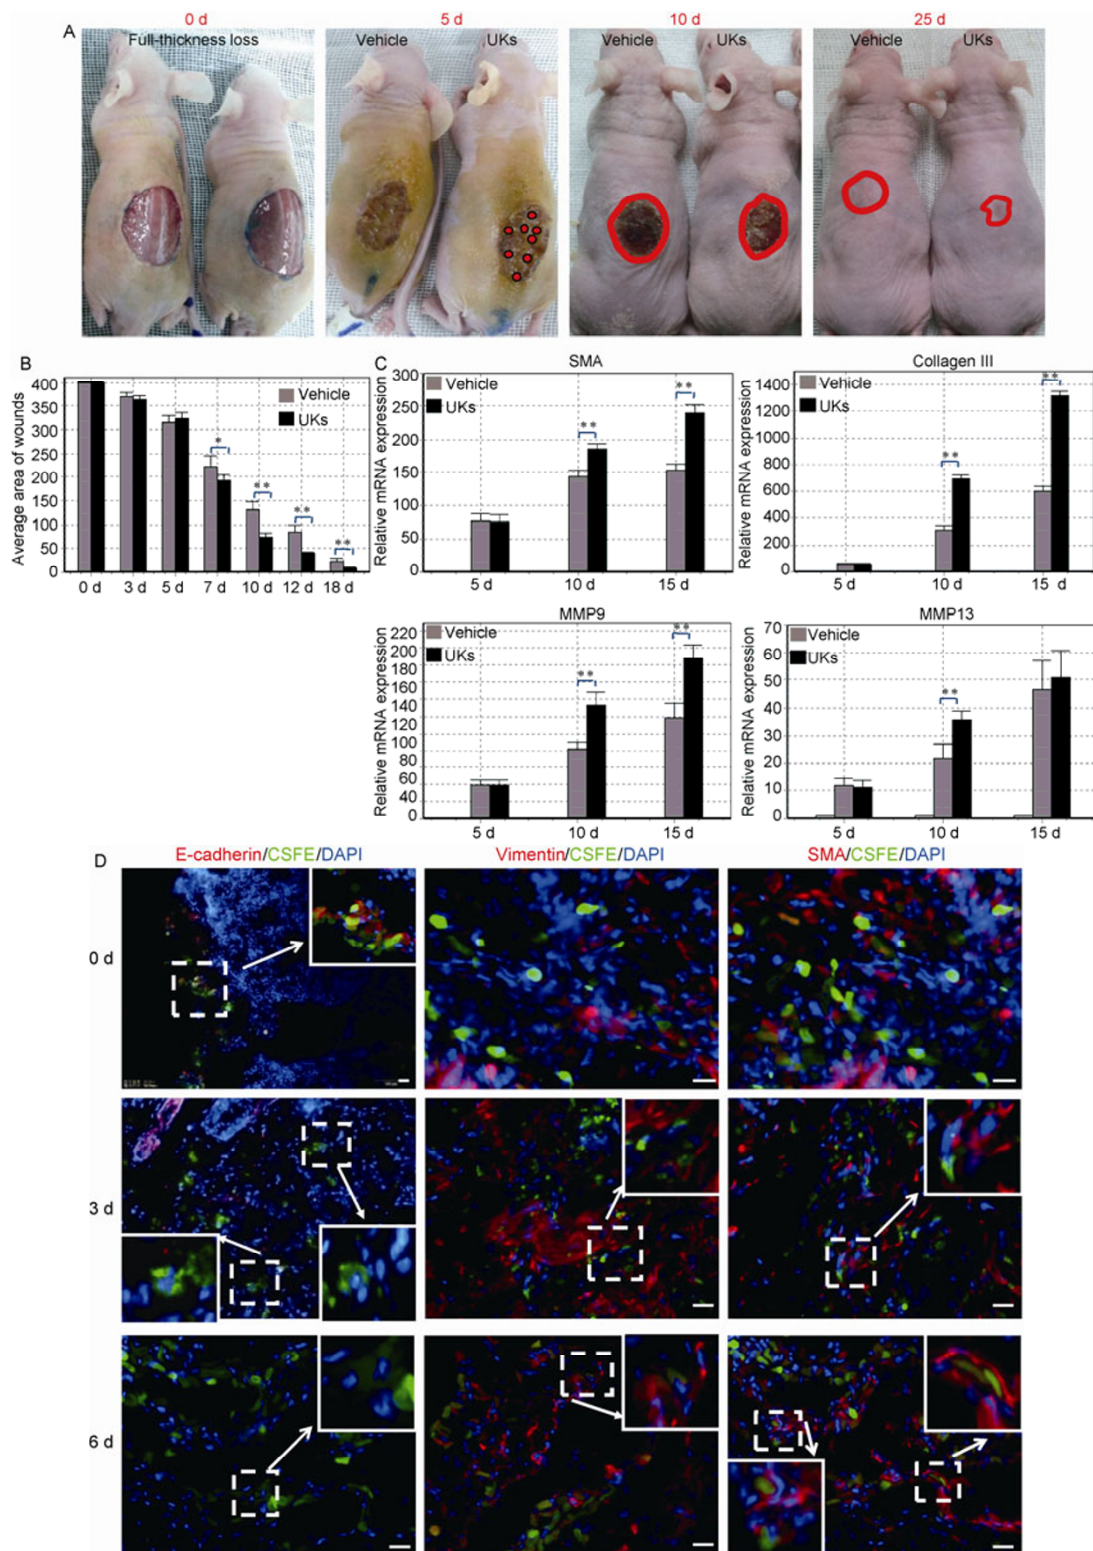 0 d 5 d 10 d 25 d
A Full-thickness loss Vehicle UKs Vehicle UKs Vehicle UKs
B
Average area of wounds
400
350
300
250
200
150
100
50
0
Vehicle
UKs
*
**
**
**
0 d 3 d 5 d 7 d 10 d 12 d 18 d
C
SMA
Relative mRNA expression
300
250
200
150
100
50
0
Vehicle
UKs
**
**
5 d 10 d 15 d
Collagen III
Relative mRNA expression
1400
1200
1000
800
600
400
200
0
Vehicle
UKs
**
**
5 d 10 d 15 d
MMP9
Relative mRNA expression
220
200
180
160
140
120
100
80
60
40
0
Vehicle
UKs
**
**
5 d 10 d 15 d
MMP13
Relative mRNA expression
70
60
50
40
30
20
10
0
Vehicle
UKs
**
5 d 10 d 15 d
D E-cadherin/CSFE/DAPI Vimentin/CSFE/DAPI SMA/CSFE/DAPI
0 d
3 d
6 d